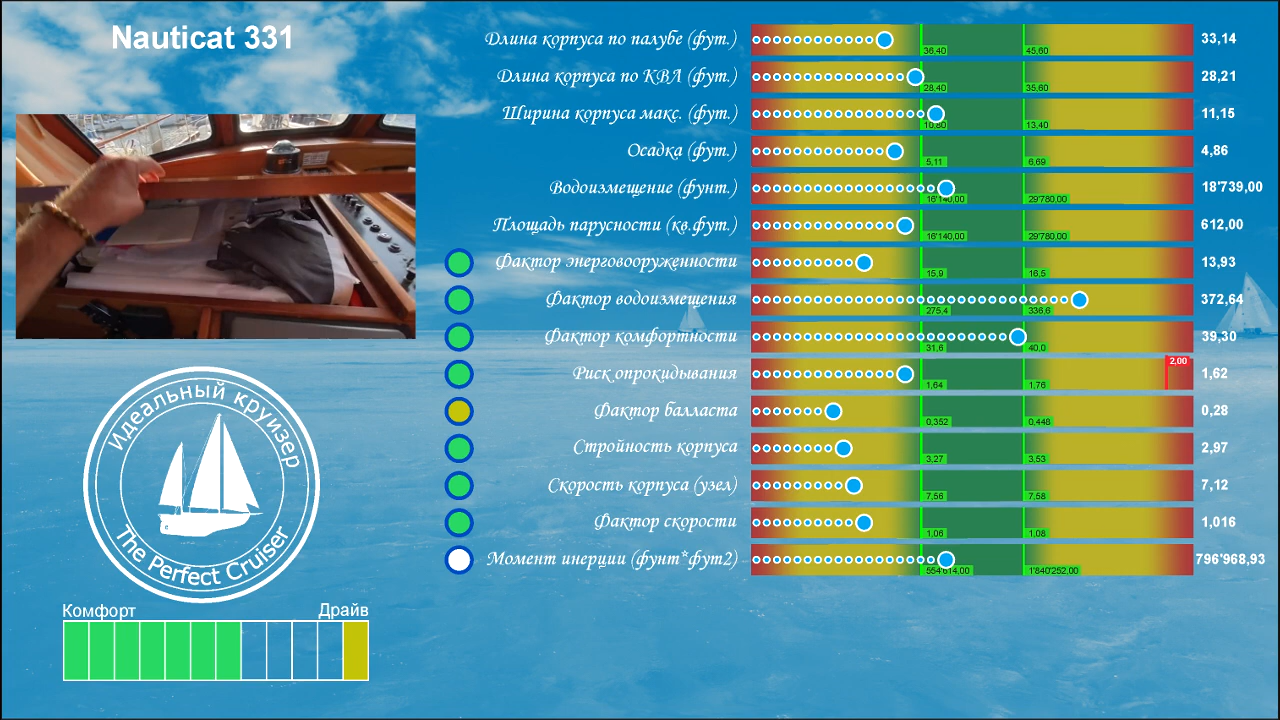 Nauticat 331
Длина корпуса по палубе (фут.)
36,40
45,60
33,14
Длина корпуса по КВЛ (фут.)
28,40
35,60
28,21
Ширина корпуса макс. (фут.)
10,80
13,40
11,15
Осадка (фут.)
5,11
6,69
4,86
Водоизмещение (фунт.)
16'140,00
29'780,00
18'739,00
Площадь парусности (кв.фут.)
16'140,00
29'780,00
612,00
Фактор энерговооруженности
15,9
16,5
13,93
Фактор водоизмещения
275,4
336,6
372,64
Фактор комфортности
31,6
40,0
39,30
Риск опрокидывания
1,64
1,76
2,00
1,62
Фактор балласта
0,352
0,448
0,28
Стройность корпуса
3,27
3,53
2,97
Скорость корпуса (узел)
7,56
7,58
7,12
Фактор скорости
1,06
1,08
1,016
Момент инерции (фунт*фут2)
554'614,00
1'840'252,00
796'968,93
Идеальный круизер
The Perfect Cruiser
Комфорт
Драйв